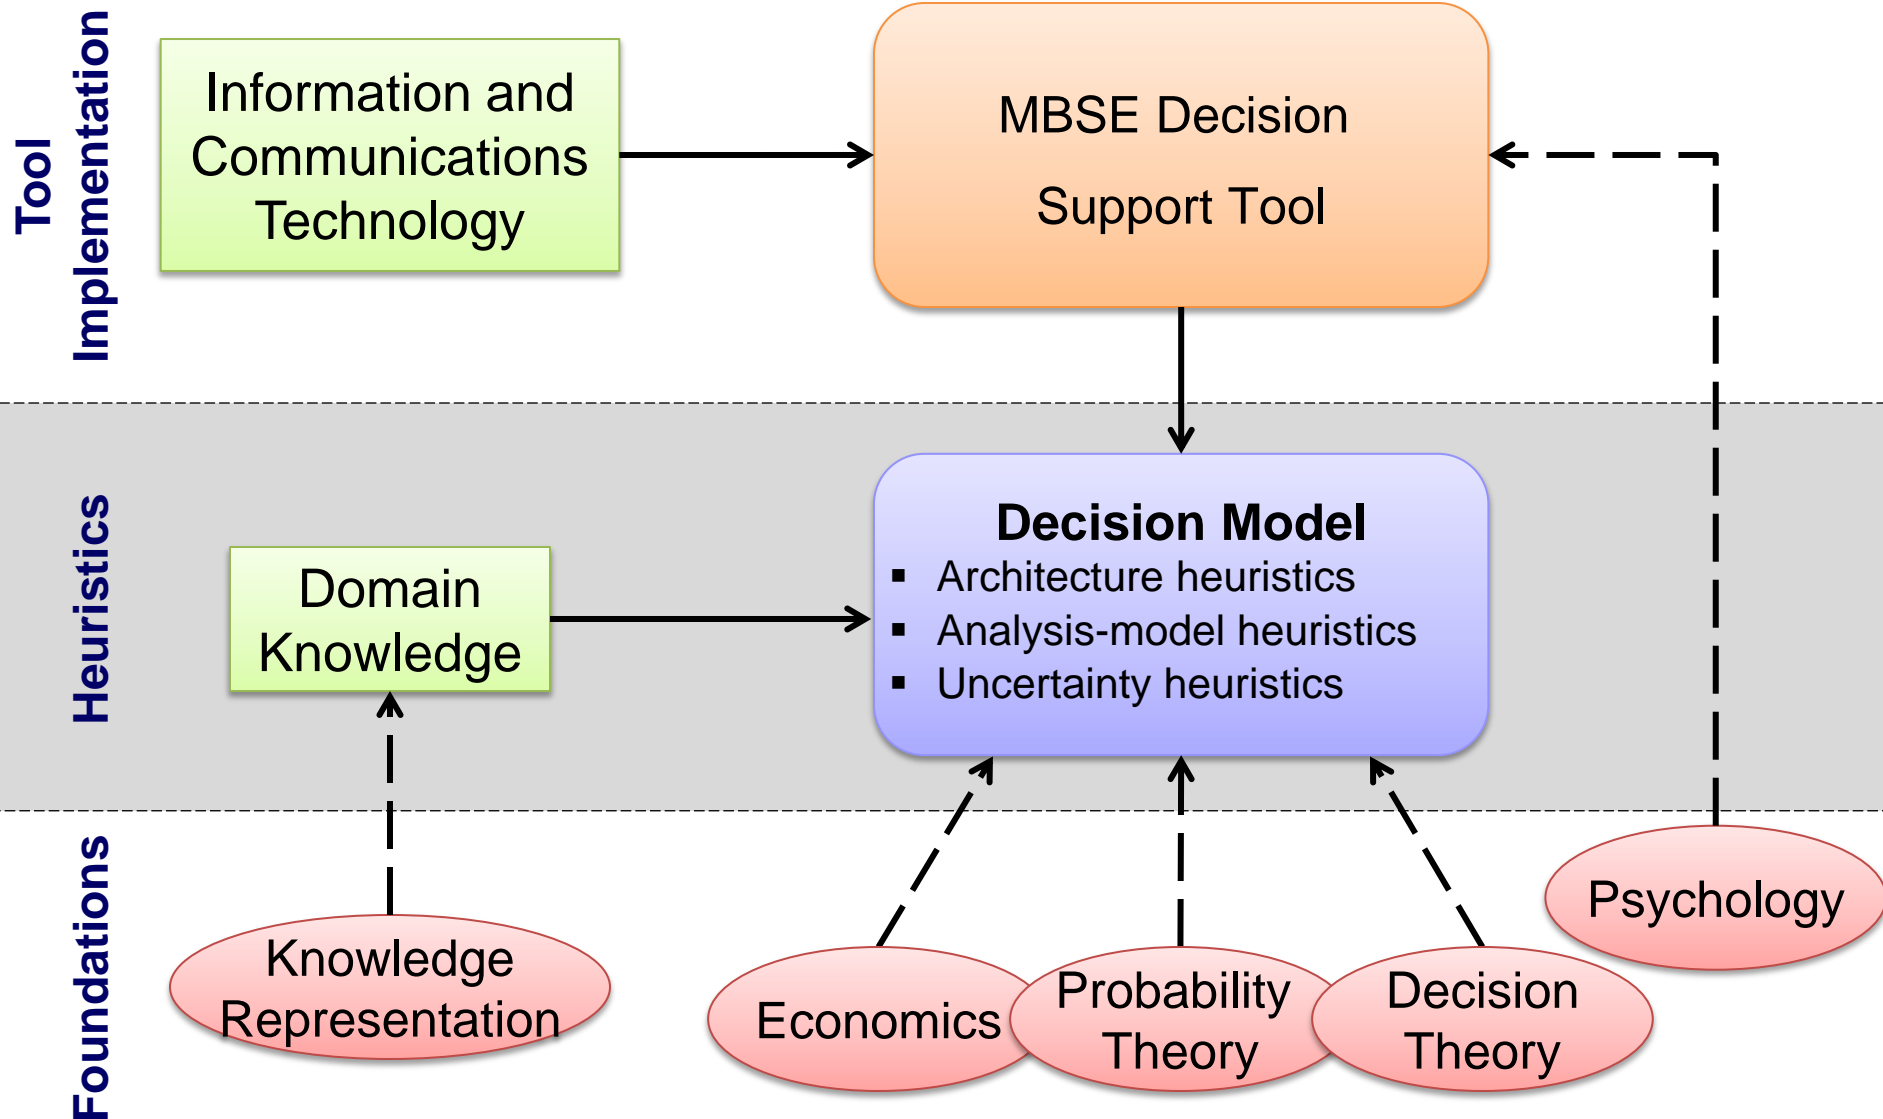 Tool
Implementation
Information and
Communications
Technology
MBSE Decision
Support Tool
Heuristics
Domain
Knowledge
Decision Model
▪ Architecture heuristics
▪ Analysis-model heuristics
▪ Uncertainty heuristics
Foundations
Knowledge
Representation
Economics
Probability
Theory
Decision
Theory
Psychology